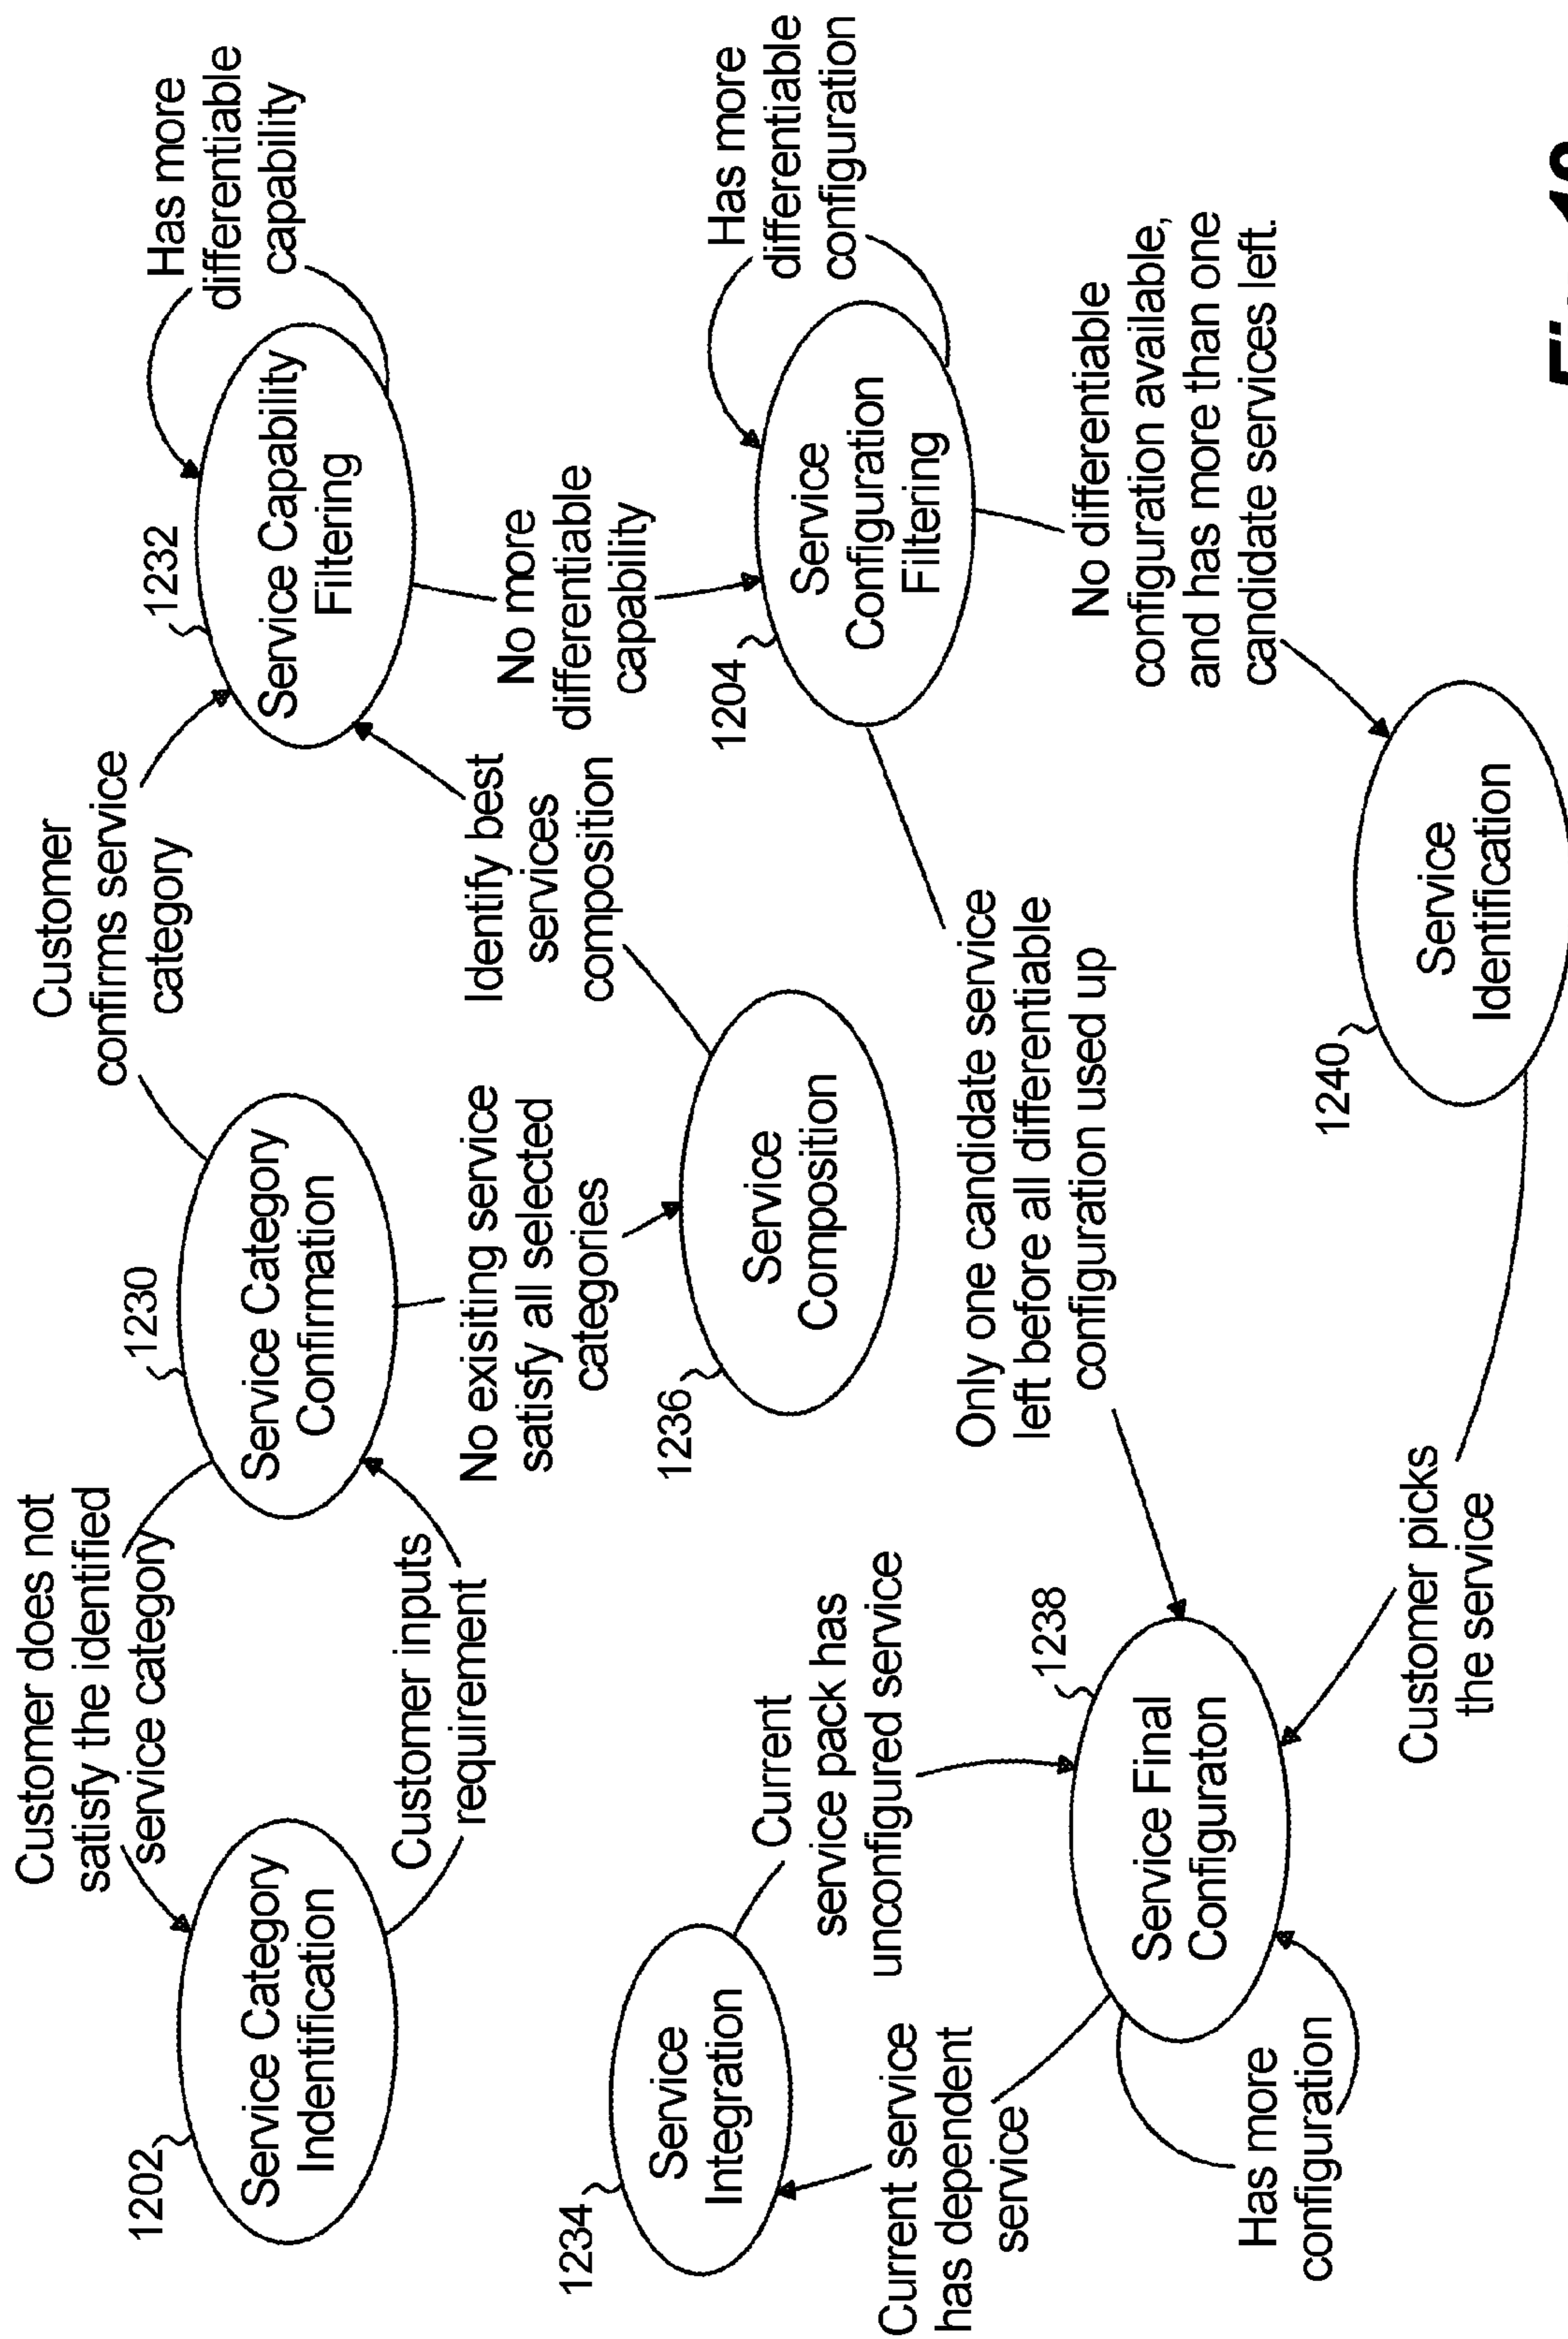 Customer does not
satisfy the identified
service category
Customer
confirms service
category
Has more
differentiable
capability
1202
Service Category
Indentification
Customer inputs
requirement
1230
Service Category
Confirmation
1232
Service Capability
Filtering
No exisiting service
satisfy all selected
categories
Identify best
services
composition
No more
differentiable
capability
Has more
differentiable
configuration
1234
Service
Integration
Current
service pack has
unconfigured service
1236
Service
Composition
1204
Service
Configuration
Filtering
Current service
has dependent
service
Only one candidate service
left before all differentiable
configuration used up
No differentiable
configuration available,
and has more than one
candidate services left.
1238
Service Final
Configuraton
Has more
configuration
Customer picks
the service
1240
Service
Identification